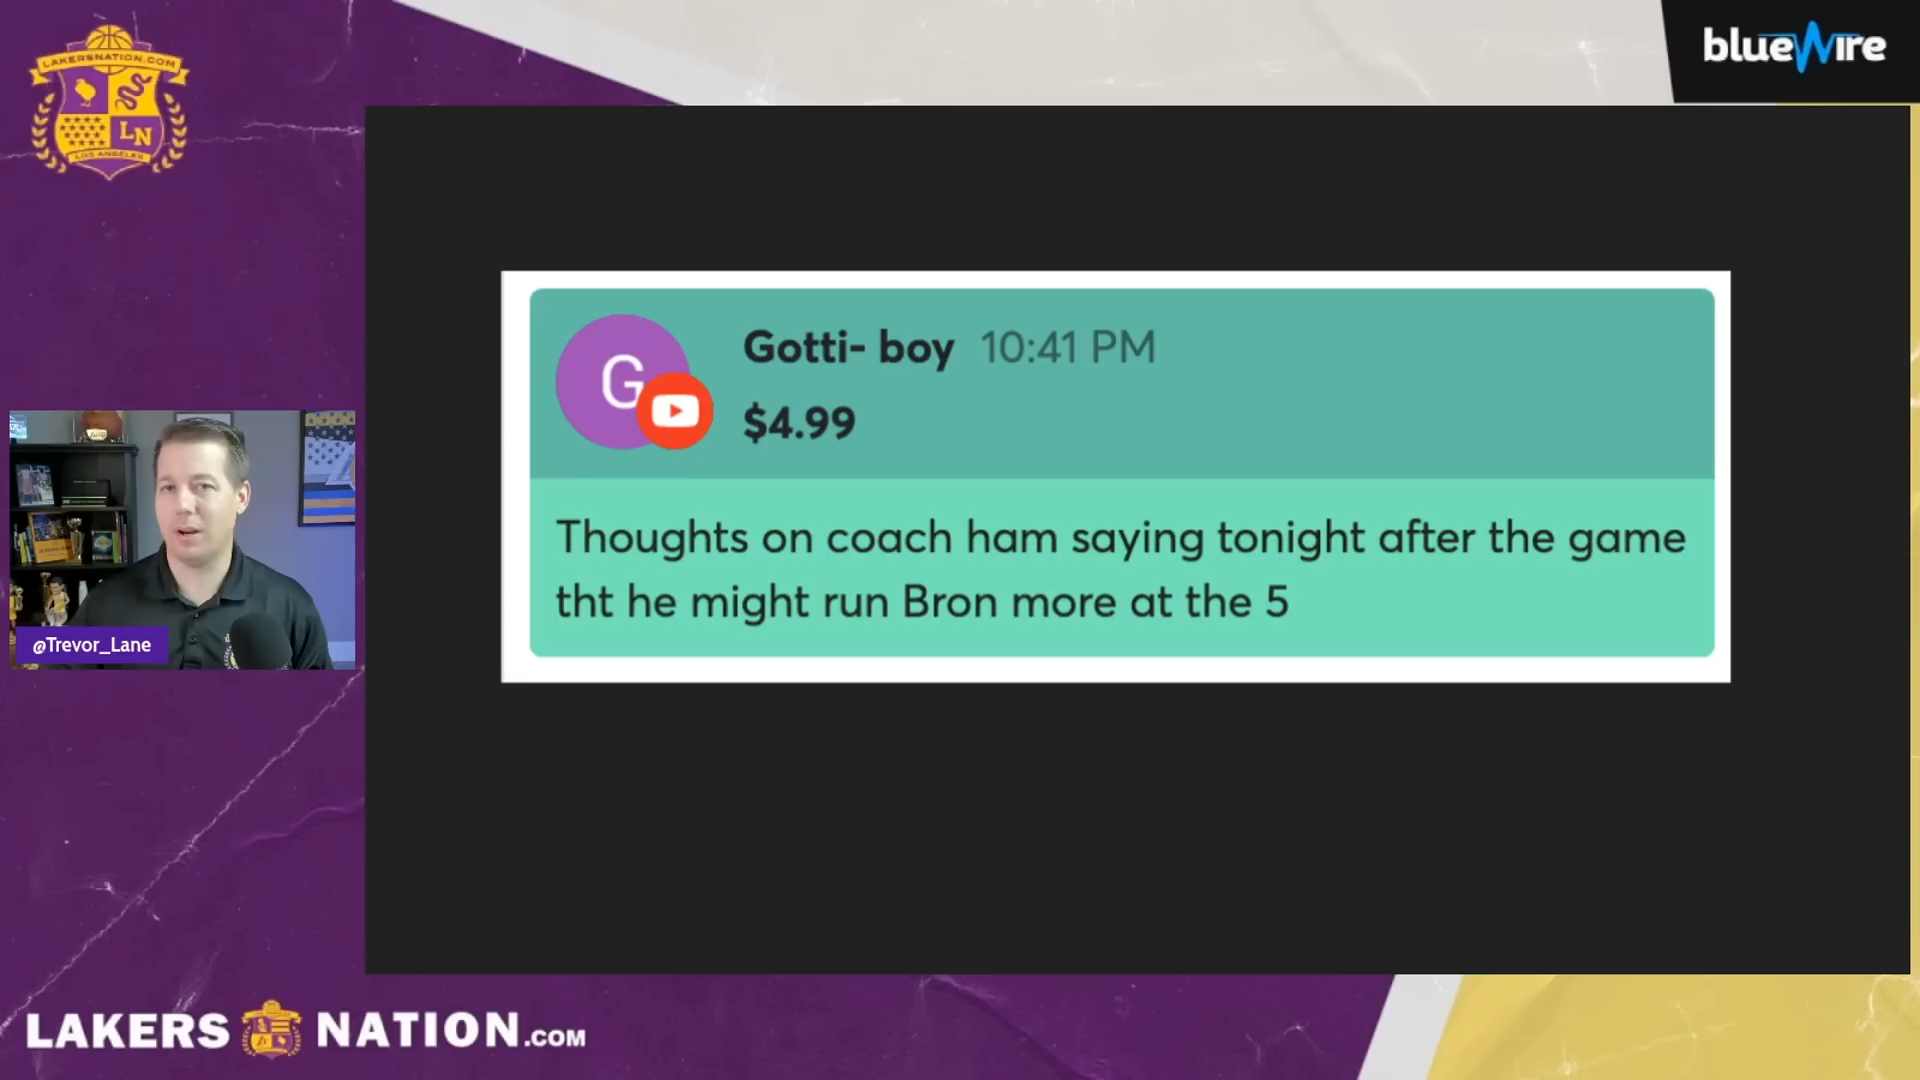 LAKERSNATION.COM
LN
LOS ANGELES
blueWire
Gotti- boy 10:41 PM
G
$4.99
Thoughts on coach ham saying tonight after the game
tht he might run Bron more at the 5
@Trevor_Lane
LAKERS NATION.COM